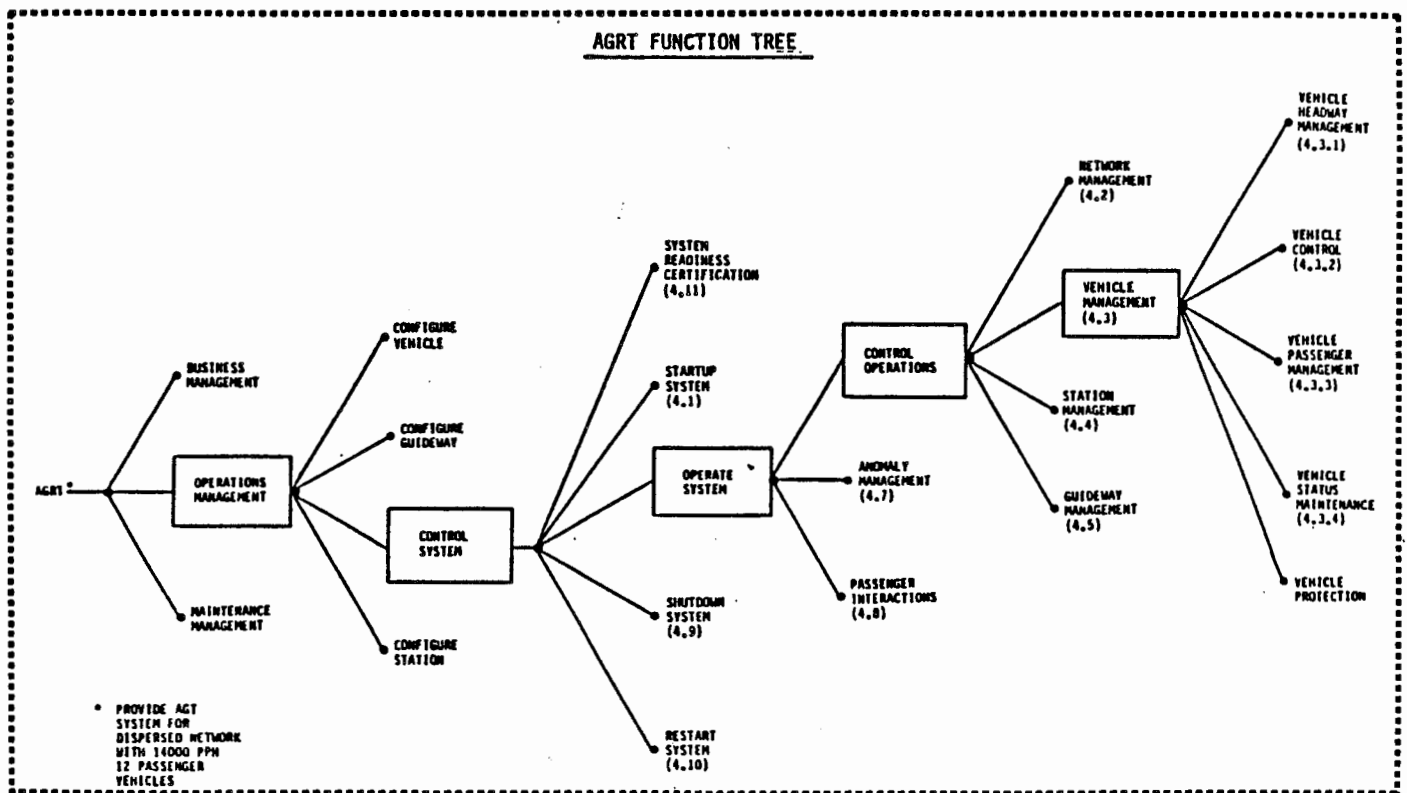 AGRT FUNCTION TREE
AGRT *
BUSINESS
MANAGEMENT
OPERATIONS
MANAGEMENT
MAINTENANCE
MANAGEMENT
CONFIGURE
VEHICLE
CONFIGURE
GUIDEWAY
CONTROL
SYSTEM
CONFIGURE
STATION
SYSTEM
READINESS
CERTIFICATION
(4.11)
STARTUP
SYSTEM
(4.1)
OPERATE
SYSTEM
SHUTDOWN
SYSTEM
(4.9)
RESTART
SYSTEM
(4.10)
CONTROL
OPERATIONS
ANOMALY
MANAGEMENT
(4.7)
PASSENGER
INTERACTIONS
(4.8)
NETWORK
MANAGEMENT
(4.2)
VEHICLE
MANAGEMENT
(4.3)
STATION
MANAGEMENT
(4.4)
GUIDEWAY
MANAGEMENT
(4.5)
VEHICLE
HEADWAY
MANAGEMENT
(4.3.1)
VEHICLE
CONTROL
(4.3.2)
VEHICLE
PASSENGER
MANAGEMENT
(4.3.3)
VEHICLE
STATUS
MAINTENANCE
(4.3.4)
VEHICLE
PROTECTION
* PROVIDE AGT
SYSTEM FOR
DISPERSED NETWORK
WITH 14000 PPH
12 PASSENGER
VEHICLES